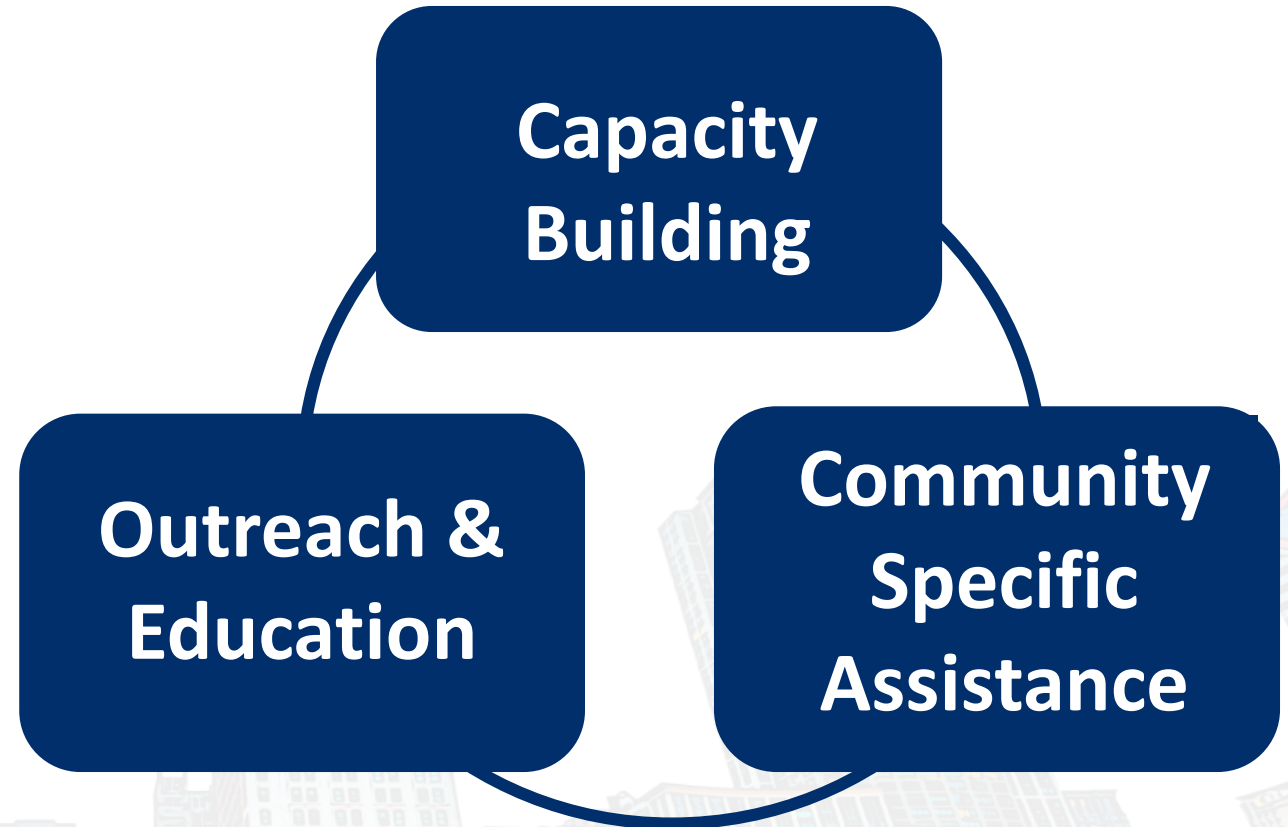 Capacity
Building
Outreach &
Education
Community
Specific
Assistance